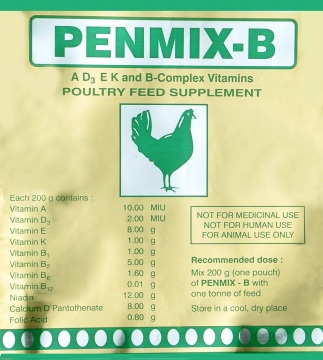 PENMIX-B
A D₃ E K and B-Complex Vitamins
POULTRY FEED SUPPLEMENT
Each 200 g contains :
Vitamin A 10.00 MIU
Vitamin D₃ 2.00 MIU
Vitamin E 8.00 g
Vitamin K 1.00 g
Vitamin B₁ 1.00 g
Vitamin B₂ 5.00 g
Vitamin B₆ 1.60 g
Vitamin B₁₂ 0.01 g
Niacin 12.00 g
Calcium D Pantothenate 8.00 g
Folic Acid 0.80 g
NOT FOR MEDICINAL USE
NOT FOR HUMAN USE
FOR ANIMAL USE ONLY
Recommended dose :
Mix 200 g (one pouch)
of PENMIX - B with
one tonne of feed
Store in a cool, dry place